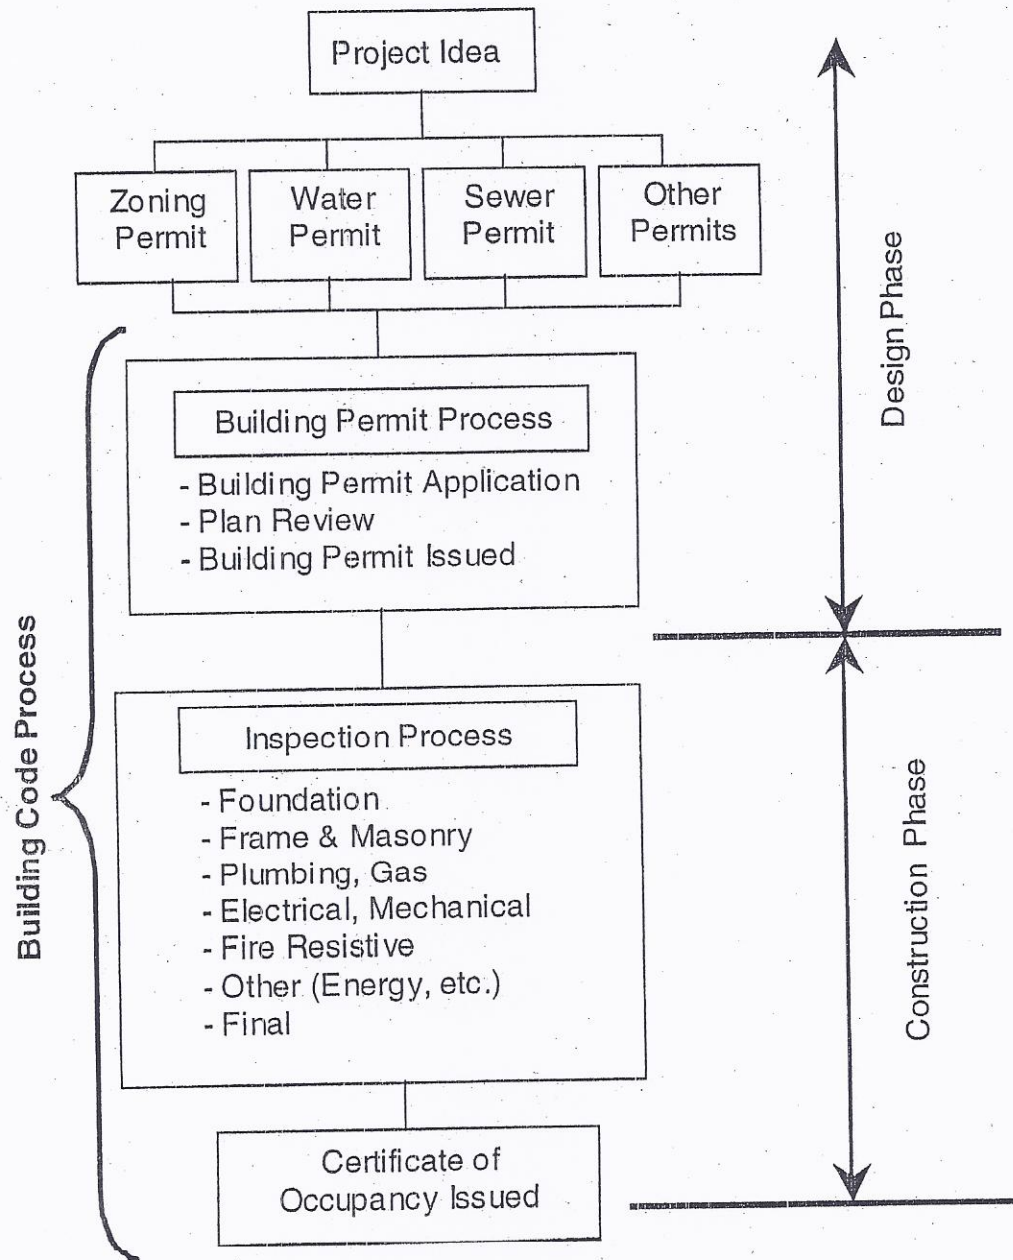 Project Idea
Zoning
Permit
Water
Permit
Sewer
Permit
Other
Permits
Building Permit Process
- Building Permit Application
- Plan Review
- Building Permit Issued
Inspection Process
- Foundation
- Frame & Masonry
- Plumbing, Gas
- Electrical, Mechanical
- Fire Resistive
- Other (Energy, etc.)
- Final
Certificate of
Occupancy Issued
Building Code Process
Design Phase
Construction Phase